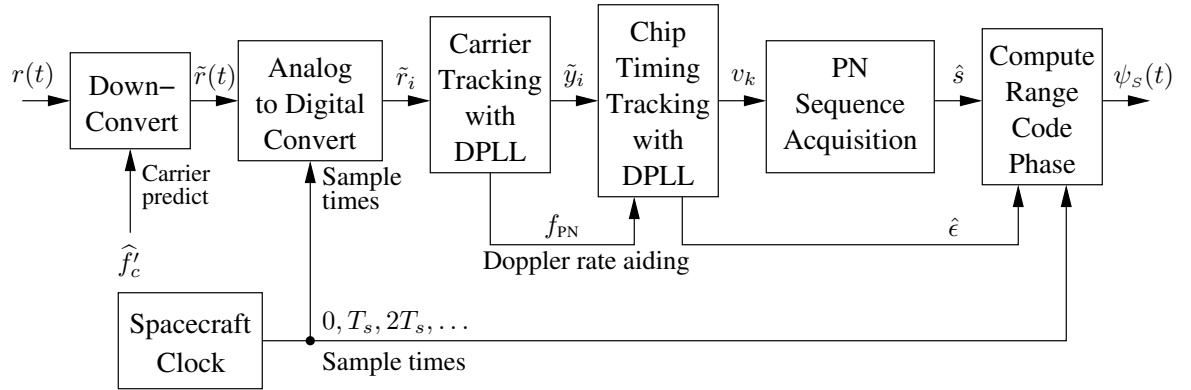 r(t)
Down–
Convert
r̃(t)
Analog
to Digital
Convert
r̃ᵢ
Carrier
Tracking
with
DPLL
ỹᵢ
Chip
Timing
Tracking
with
DPLL
vₖ
PN
Sequence
Acquisition
ŝ
Compute
Range
Code
Phase
ψₛ(t)
Carrier
predict
Sample
times
f_PN
Doppler rate aiding
ϵ̂
f̂′_c
Spacecraft
Clock
0, Tₛ, 2Tₛ, …
Sample times